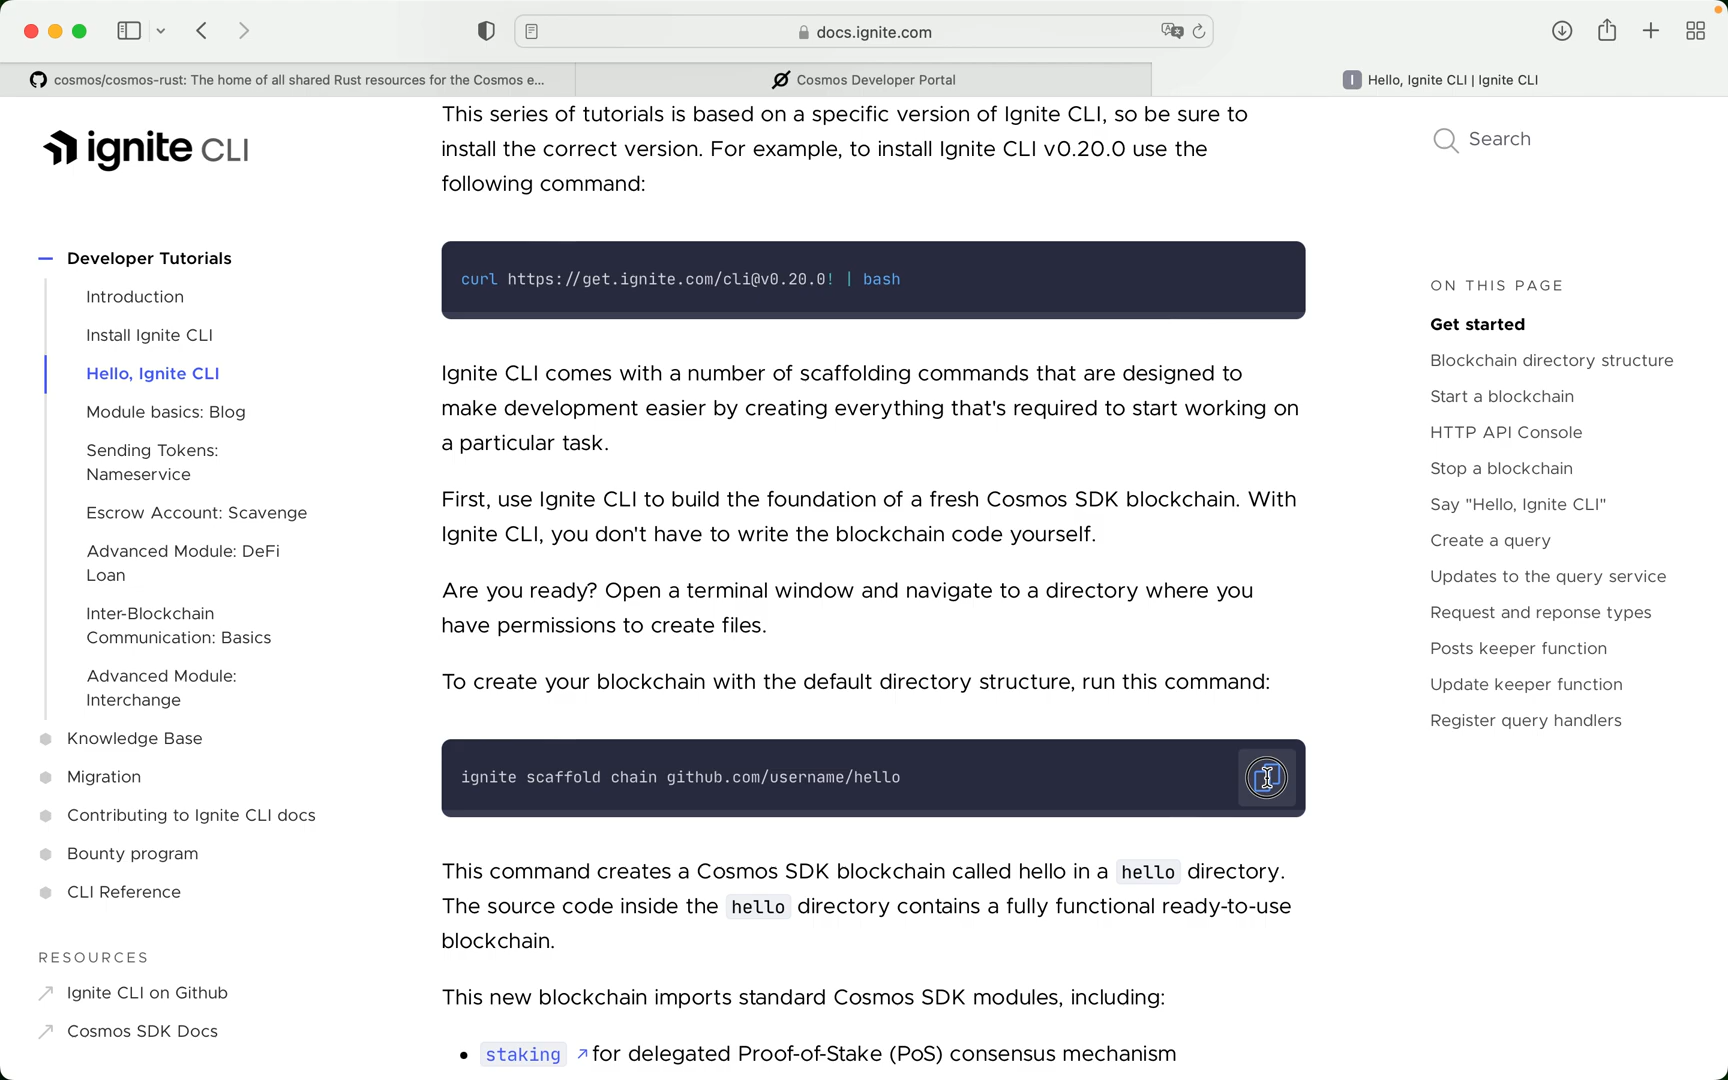 docs.ignite.com
cosmos/cosmos-rust: The home of all shared Rust resources for the Cosmos e...
Cosmos Developer Portal
Hello, Ignite CLI | Ignite CLI
ignite CLI
Developer Tutorials
Introduction
Install Ignite CLI
Hello, Ignite CLI
Module basics: Blog
Sending Tokens:
Nameservice
Escrow Account: Scavenge
Advanced Module: DeFi
Loan
Inter-Blockchain
Communication: Basics
Advanced Module:
Interchange
Knowledge Base
Migration
Contributing to Ignite CLI docs
Bounty program
CLI Reference
RESOURCES
Ignite CLI on Github
Cosmos SDK Docs
This series of tutorials is based on a specific version of Ignite CLI, so be sure to
install the correct version. For example, to install Ignite CLI v0.20.0 use the
following command:
curl https://get.ignite.com/cli@v0.20.0! | bash
Ignite CLI comes with a number of scaffolding commands that are designed to
make development easier by creating everything that's required to start working on
a particular task.
First, use Ignite CLI to build the foundation of a fresh Cosmos SDK blockchain. With
Ignite CLI, you don't have to write the blockchain code yourself.
Are you ready? Open a terminal window and navigate to a directory where you
have permissions to create files.
To create your blockchain with the default directory structure, run this command:
ignite scaffold chain github.com/username/hello
This command creates a Cosmos SDK blockchain called hello in a hello directory.
The source code inside the hello directory contains a fully functional ready-to-use
blockchain.
This new blockchain imports standard Cosmos SDK modules, including:
• staking ↗ for delegated Proof-of-Stake (PoS) consensus mechanism
Search
ON THIS PAGE
Get started
Blockchain directory structure
Start a blockchain
HTTP API Console
Stop a blockchain
Say "Hello, Ignite CLI"
Create a query
Updates to the query service
Request and reponse types
Posts keeper function
Update keeper function
Register query handlers